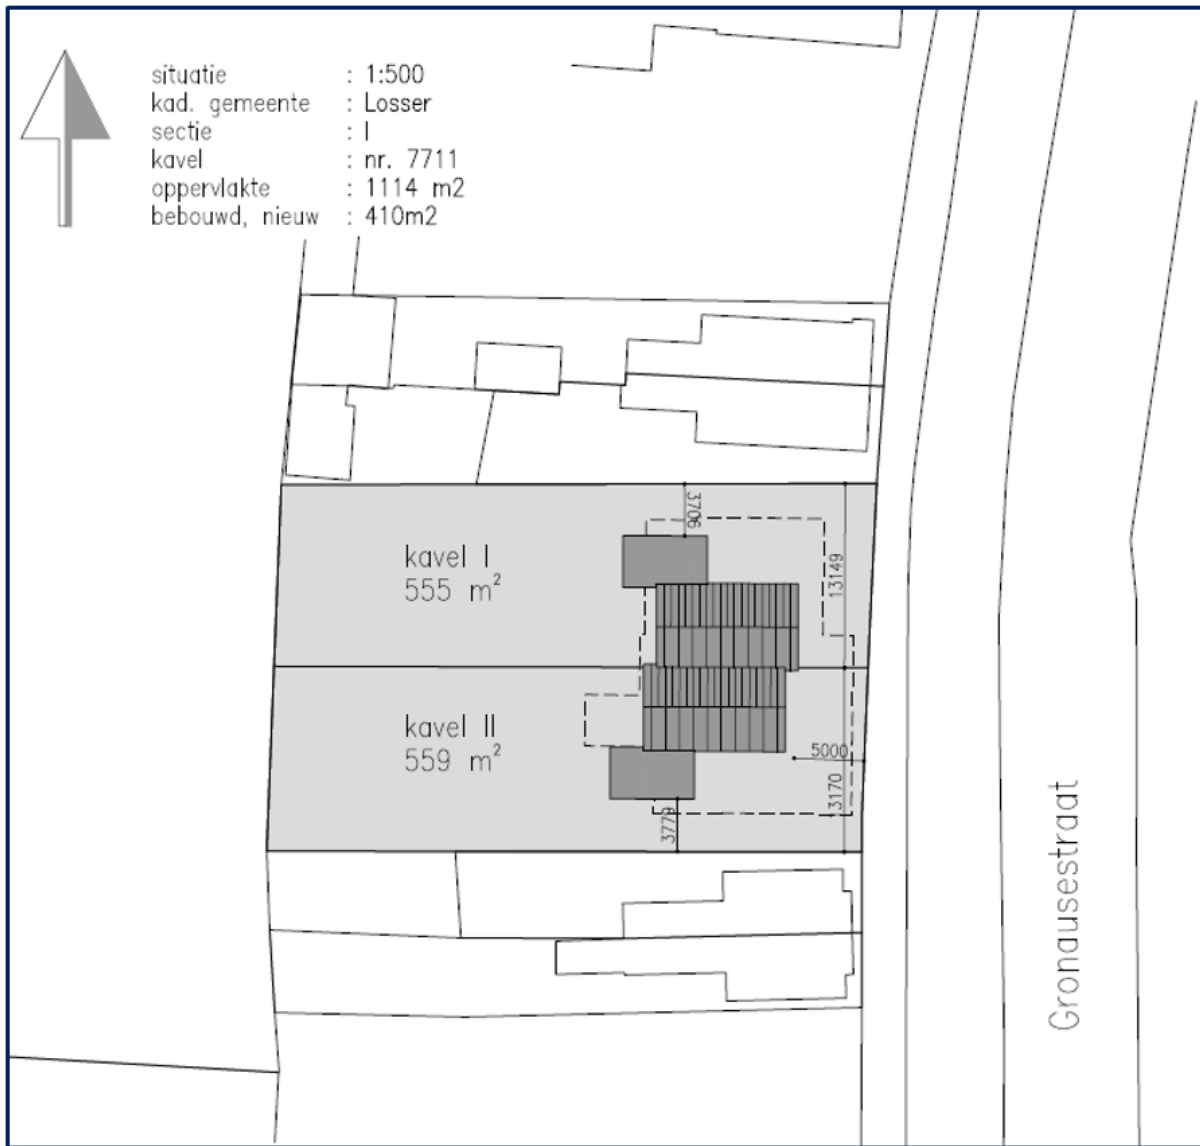 situatie : 1:500
kad. gemeente : Losser
sectie : I
kavel : nr. 7711
oppervlakte : 1114 m2
bebouwd, nieuw : 410m2
3706
13149
kavel I
555 m²
kavel II
559 m²
5000
13170
3779
Gronausestraat